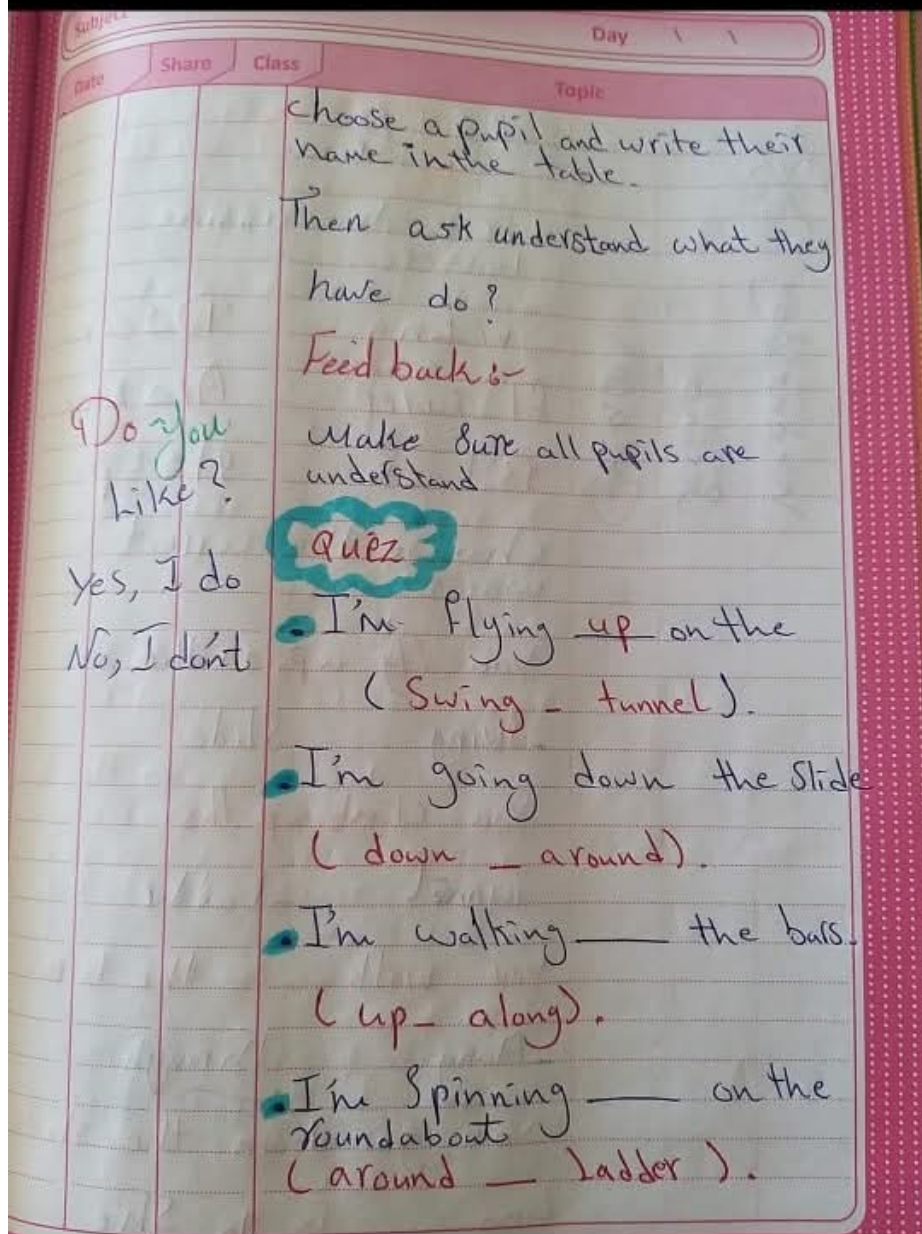 Subject
Day \ \
Date Share Class Topic
Choose a pupil and write their
name in the table.
Then ask understand what they
have do?
Feed back :-
Make Sure all pupils are
understand
Do You
Like?
Yes, I do
No, I do'nt
Quez
I'm flying up on the
(Swing - tunnel).
I'm going down the Slide
(down _ around).
I'm walking ___ the bars.
(up - along).
I'm Spinning ___ on the
roundabout
(around _ Ladder).